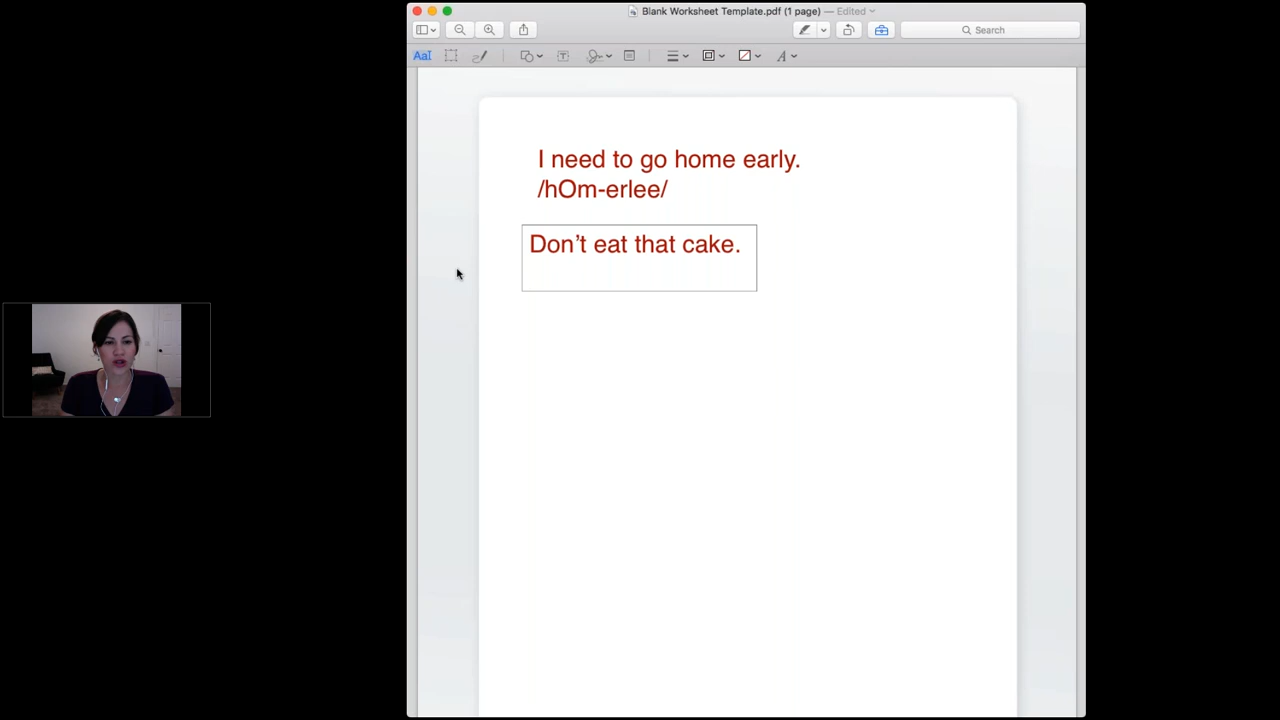 Blank Worksheet Template.pdf (1 page) — Edited
Search
AaI
T
A
I need to go home early.
/hOm-erlee/
Don’t eat that cake.